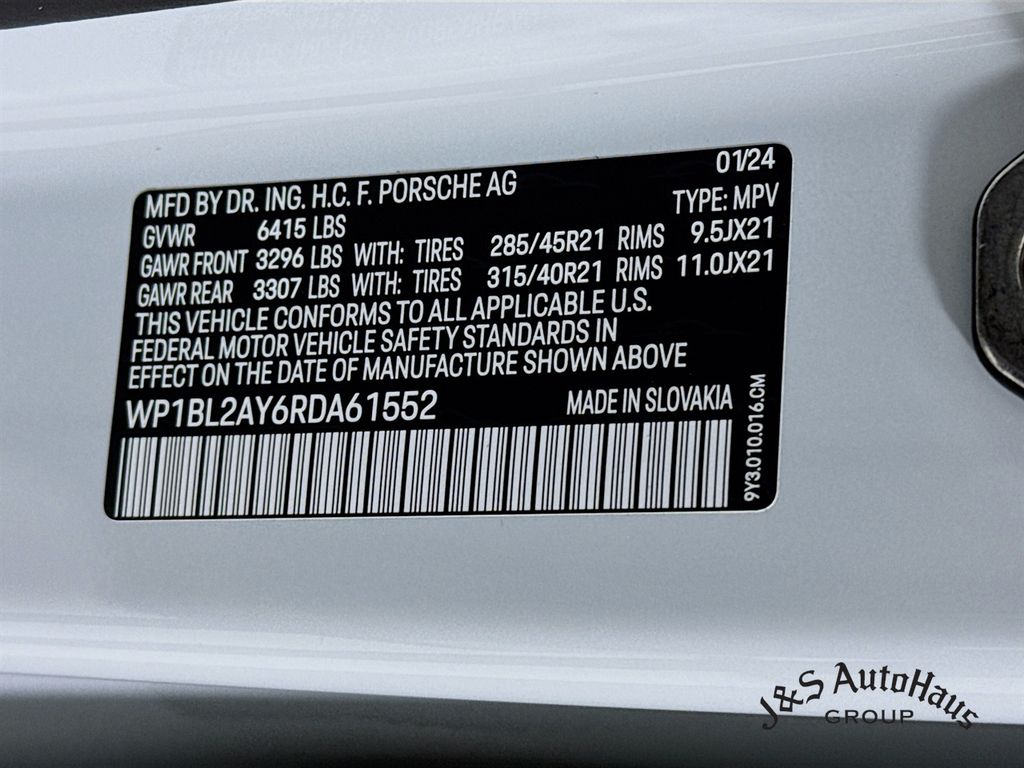 MFD BY DR. ING. H.C. F. PORSCHE AG 01/24
GVWR 6415 LBS TYPE: MPV
GAWR FRONT 3296 LBS WITH: TIRES 285/45R21 RIMS 9.5JX21
GAWR REAR 3307 LBS WITH: TIRES 315/40R21 RIMS 11.0JX21
THIS VEHICLE CONFORMS TO ALL APPLICABLE U.S.
FEDERAL MOTOR VEHICLE SAFETY STANDARDS IN
EFFECT ON THE DATE OF MANUFACTURE SHOWN ABOVE
WP1BL2AY6RDA61552 MADE IN SLOVAKIA
9Y3.010.016.CM
J&S AutoHaus
GROUP